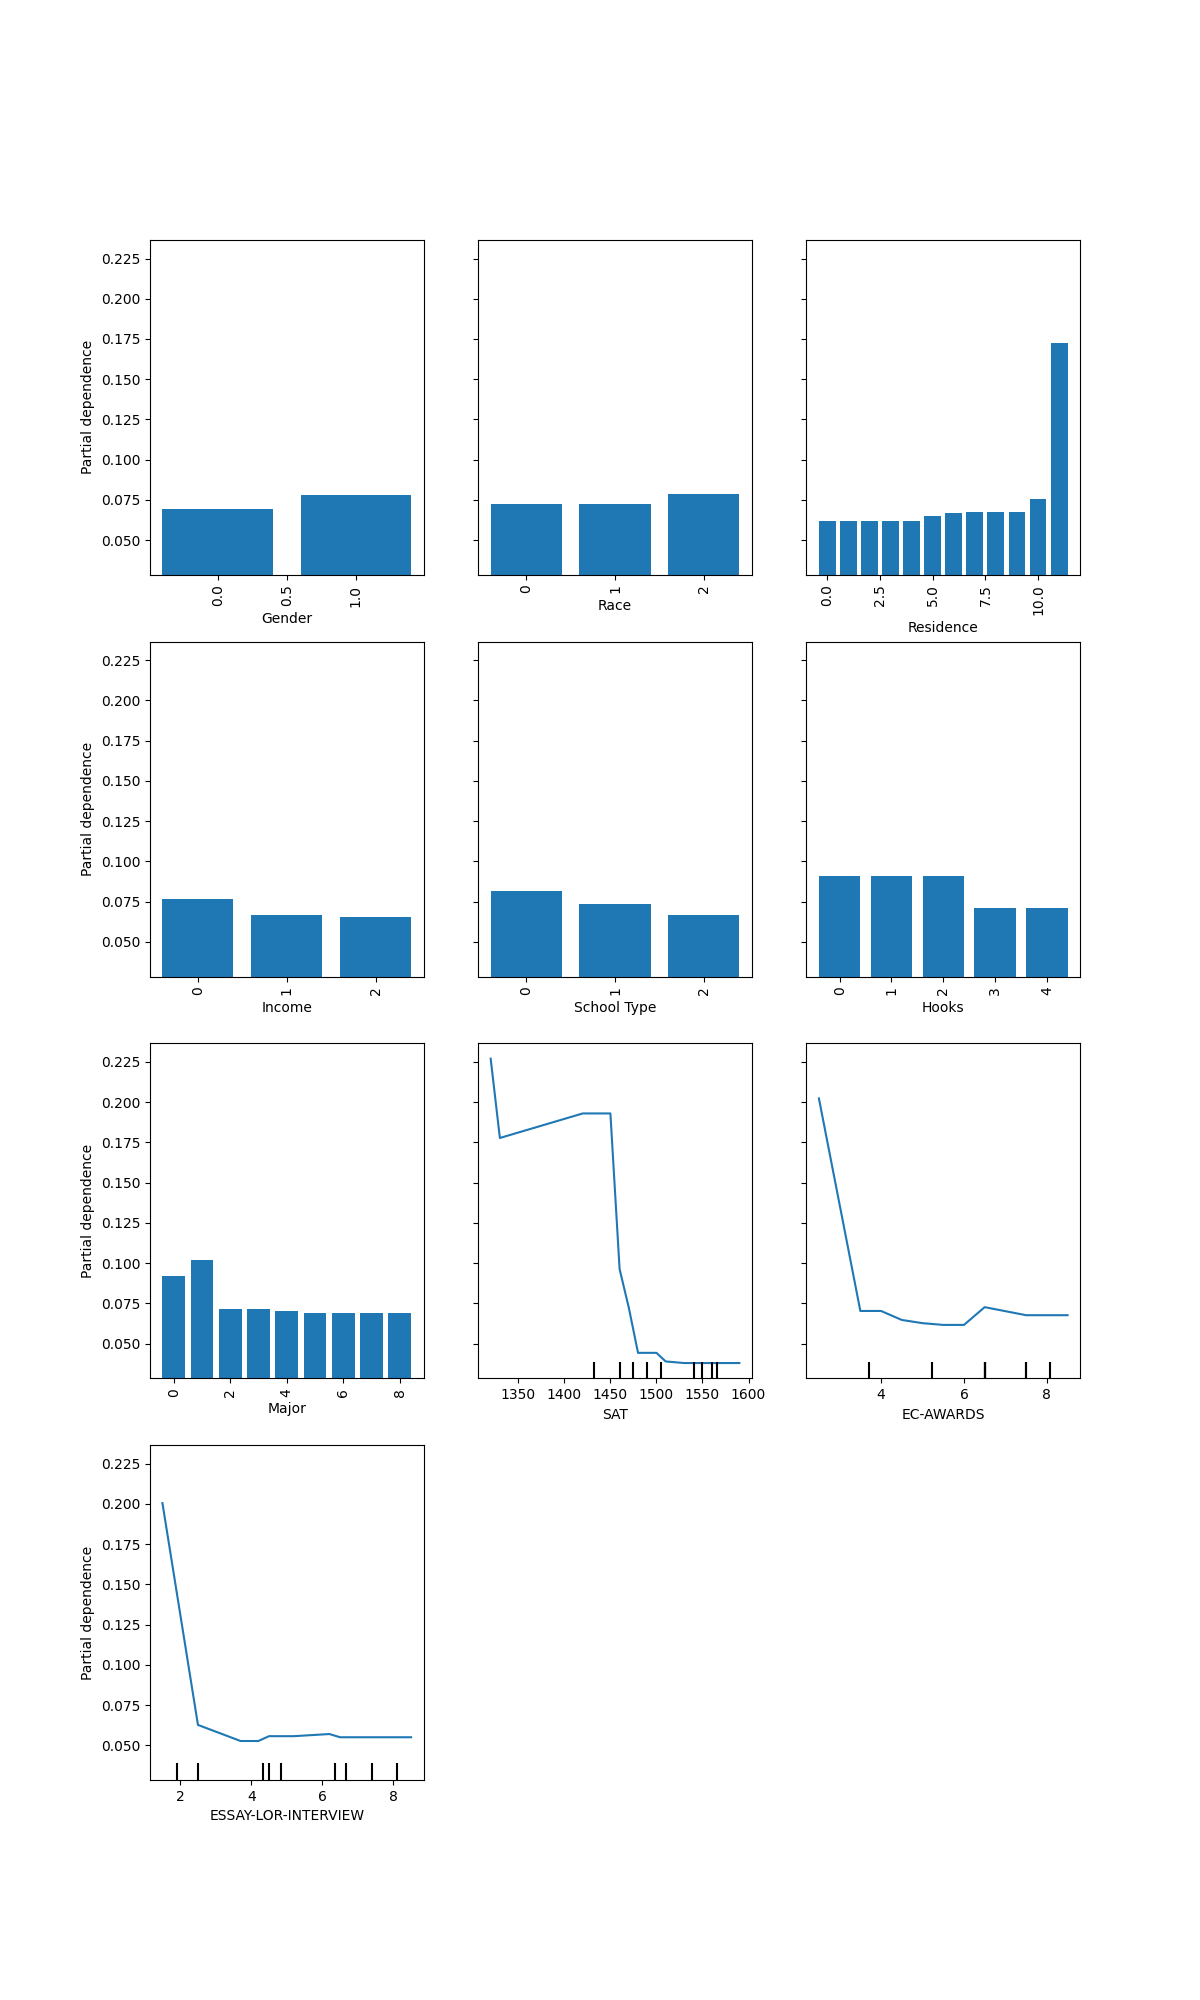 0.225
0.200
0.175
0.150
0.125
0.100
0.075
0.050
Partial dependence
0.0 0.5 1.0
Gender
0 1 2
Race
0.0 2.5 5.0 7.5 10.0
Residence
0.225
0.200
0.175
0.150
0.125
0.100
0.075
0.050
Partial dependence
0 1 2
Income
0 1 2
School Type
0 1 2 3 4
Hooks
0.225
0.200
0.175
0.150
0.125
0.100
0.075
0.050
Partial dependence
0 2 4 6 8
Major
1350 1400 1450 1500 1550 1600
SAT
4 6 8
EC-AWARDS
0.225
0.200
0.175
0.150
0.125
0.100
0.075
0.050
Partial dependence
2 4 6 8
ESSAY-LOR-INTERVIEW